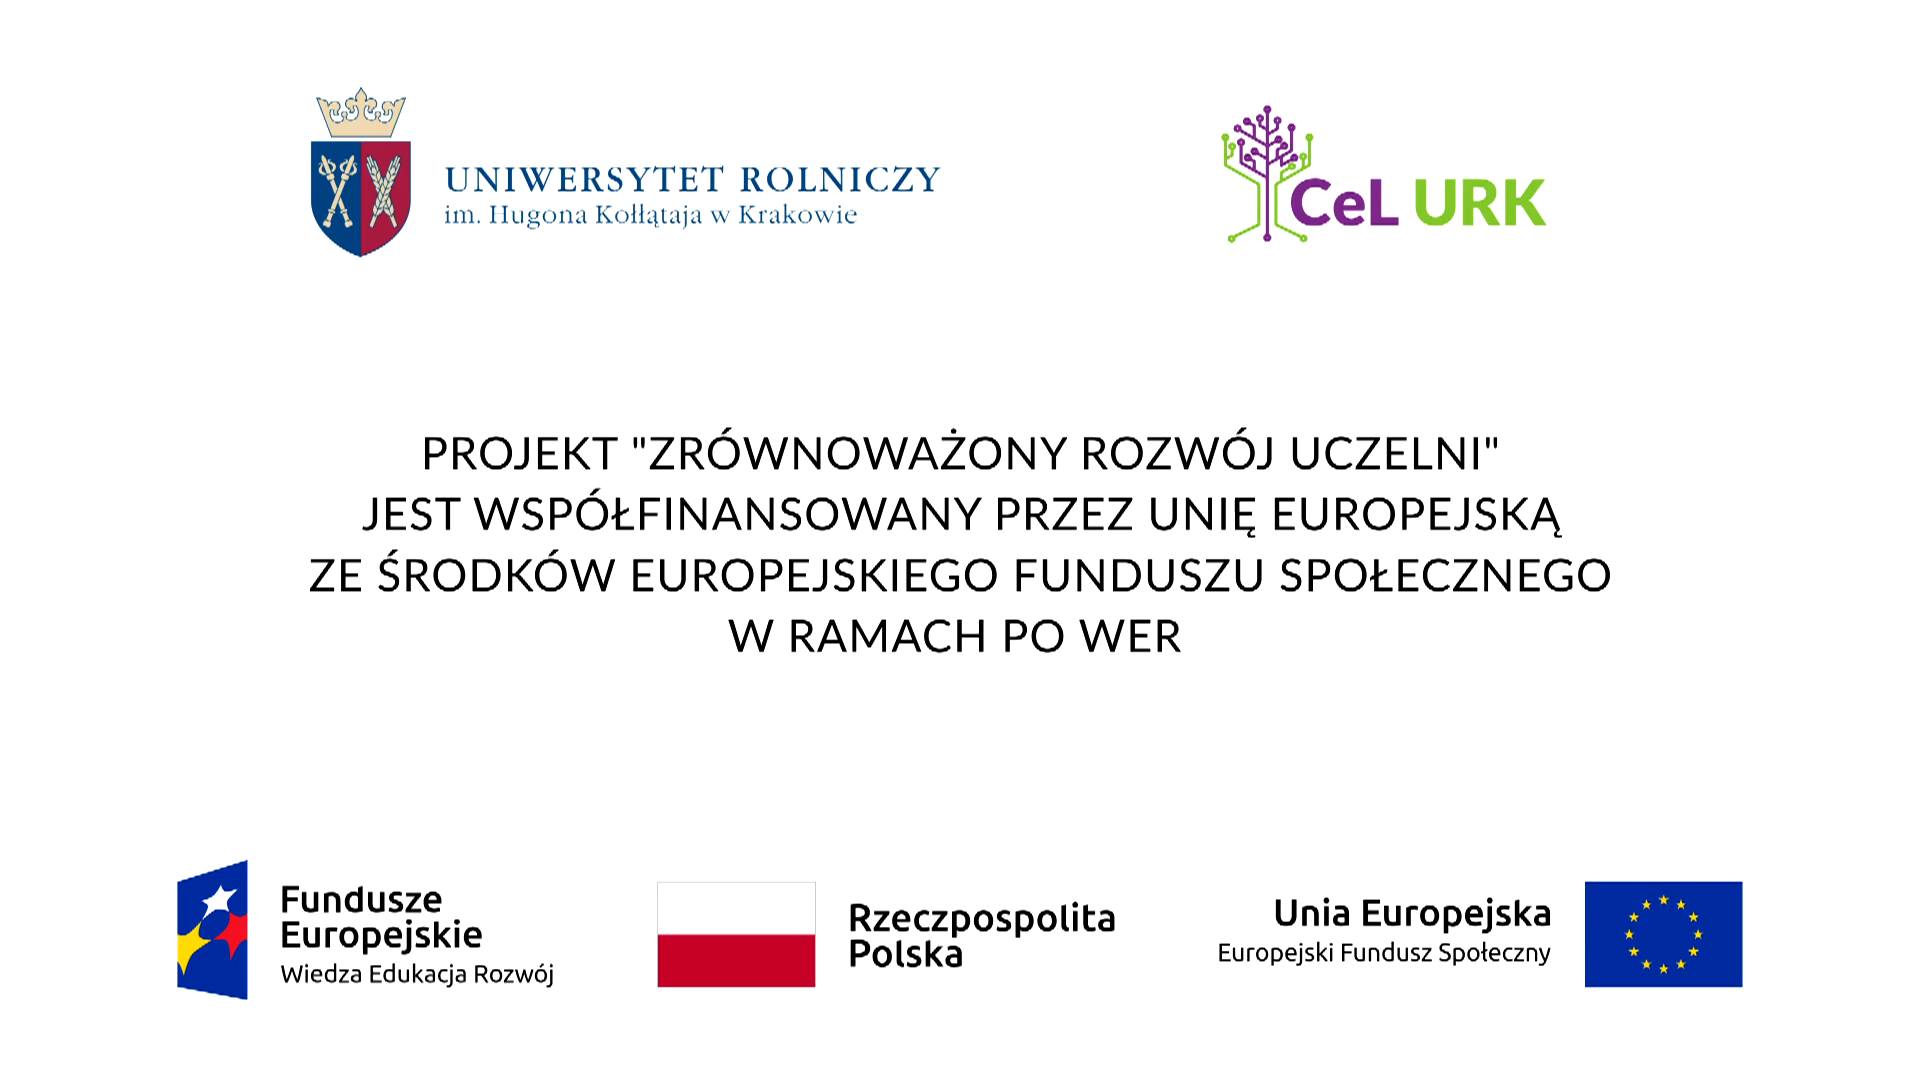 UNIWERSYTET ROLNICZY
im. Hugona Kołłątaja w Krakowie
CeL URK
PROJEKT "ZRÓWNOWAŻONY ROZWÓJ UCZELNI"
JEST WSPÓŁFINANSOWANY PRZEZ UNIĘ EUROPEJSKĄ
ZE ŚRODKÓW EUROPEJSKIEGO FUNDUSZU SPOŁECZNEGO
W RAMACH PO WER
Fundusze
Europejskie
Wiedza Edukacja Rozwój
Rzeczpospolita
Polska
Unia Europejska
Europejski Fundusz Społeczny